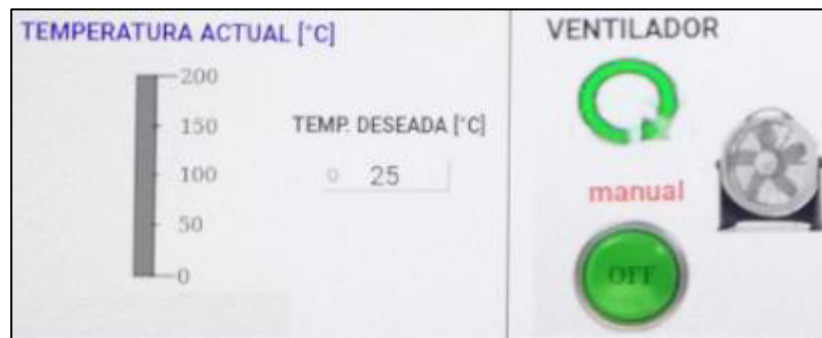 TEMPERATURA ACTUAL [°C]
200
150
100
50
0
TEMP. DESEADA [°C]
0 25
VENTILADOR
manual
OFF